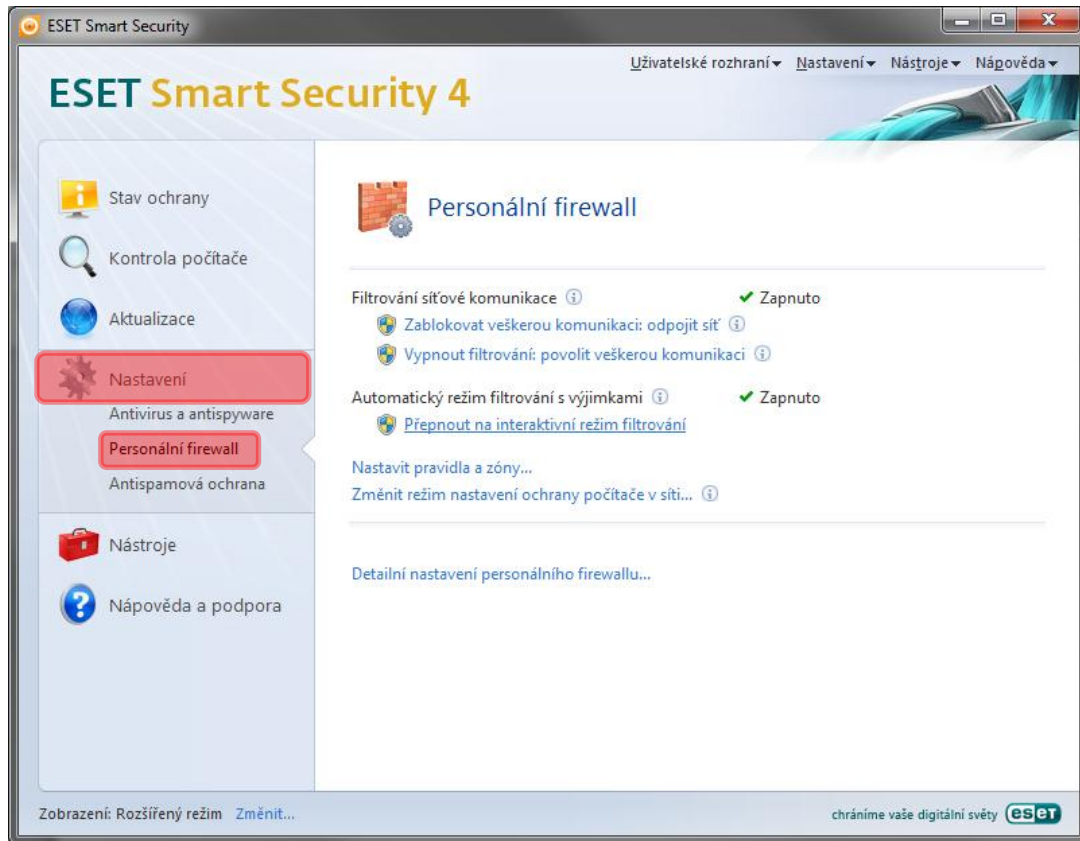 ESET Smart Security
Uživatelské rozhraní Nastavení Nástroje Nápověda
ESET Smart Security 4
Stav ochrany
Kontrola počítače
Aktualizace
Nastavení
Antivirus a antispyware
Personální firewall
Antispamová ochrana
Nástroje
Nápověda a podpora
Personální firewall
Filtrování síťové komunikace Zapnuto
Zablokovat veškerou komunikaci: odpojit síť
Vypnout filtrování: povolit veškerou komunikaci
Automatický režim filtrování s výjimkami Zapnuto
Přepnout na interaktivní režim filtrování
Nastavit pravidla a zóny...
Změnit režim nastavení ochrany počítače v síti...
Detailní nastavení personálního firewallu...
Zobrazení: Rozšířený režim Změnit...
chráníme vaše digitální světy eset